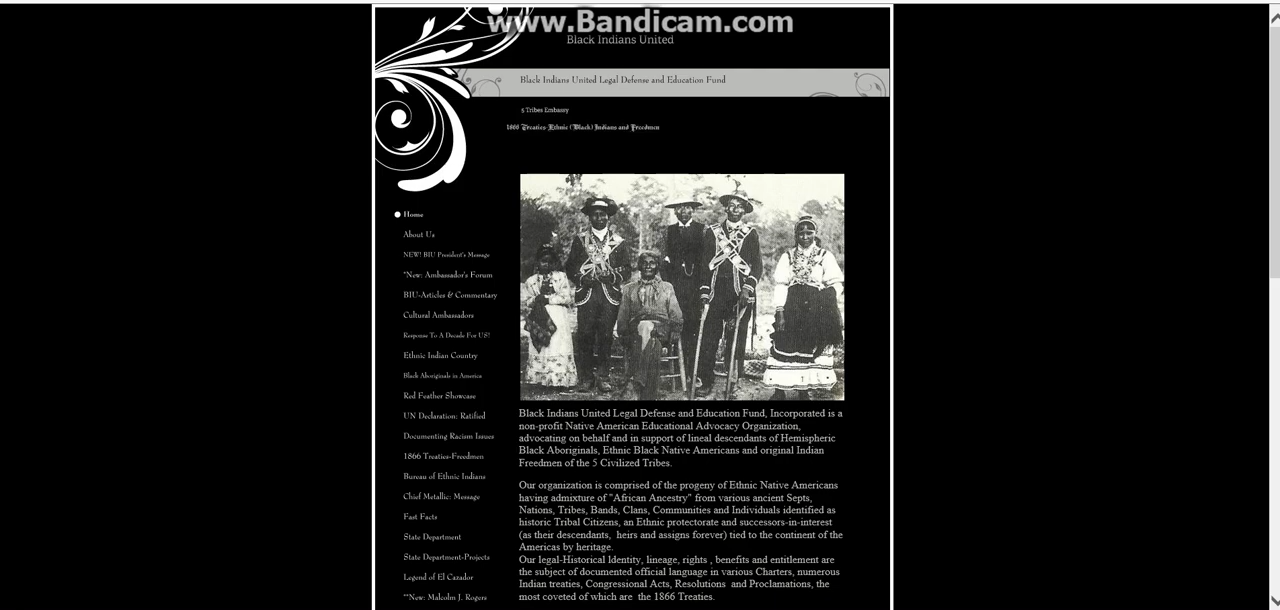 www.Bandicam.com
Black Indians United
Black Indians United Legal Defense and Education Fund
5 Tribes Embassy
1866 Treaties-Ethnic (Black) Indians and Freedmen
Home
About Us
NEW! BIU President's Message
*New: Ambassador's Forum
BIU-Articles & Commentary
Cultural Ambassadors
Response To A Decade For US?
Ethnic Indian Country
Black Aboriginals in America
Red Feather Showcase
UN Declaration: Ratified
Documenting Racism Issues
1866 Treaties-Freedmen
Bureau of Ethnic Indians
Chief Metallic: Message
Fast Facts
State Department
State Department-Projects
Legend of El Cazador
**New: Malcolm J. Rogers
Black Indians United Legal Defense and Education Fund, Incorporated is a
non-profit Native American Educational Advocacy Organization,
advocating on behalf and in support of lineal descendants of Hemispheric
Black Aboriginals, Ethnic Black Native Americans and original Indian
Freedmen of the 5 Civilized Tribes.
Our organization is comprised of the progeny of Ethnic Native Americans
having admixture of "African Ancestry" from various ancient Septs,
Nations, Tribes, Bands, Clans, Communities and Individuals identified as
historic Tribal Citizens, an Ethnic protectorate and successors-in-interest
(as their descendants, heirs and assigns forever) tied to the continent of the
Americas by heritage.
Our legal-Historical Identity, lineage, rights , benefits and entitlement are
the subject of documented official language in various Charters, numerous
Indian treaties, Congressional Acts, Resolutions and Proclamations, the
most coveted of which are the 1866 Treaties.